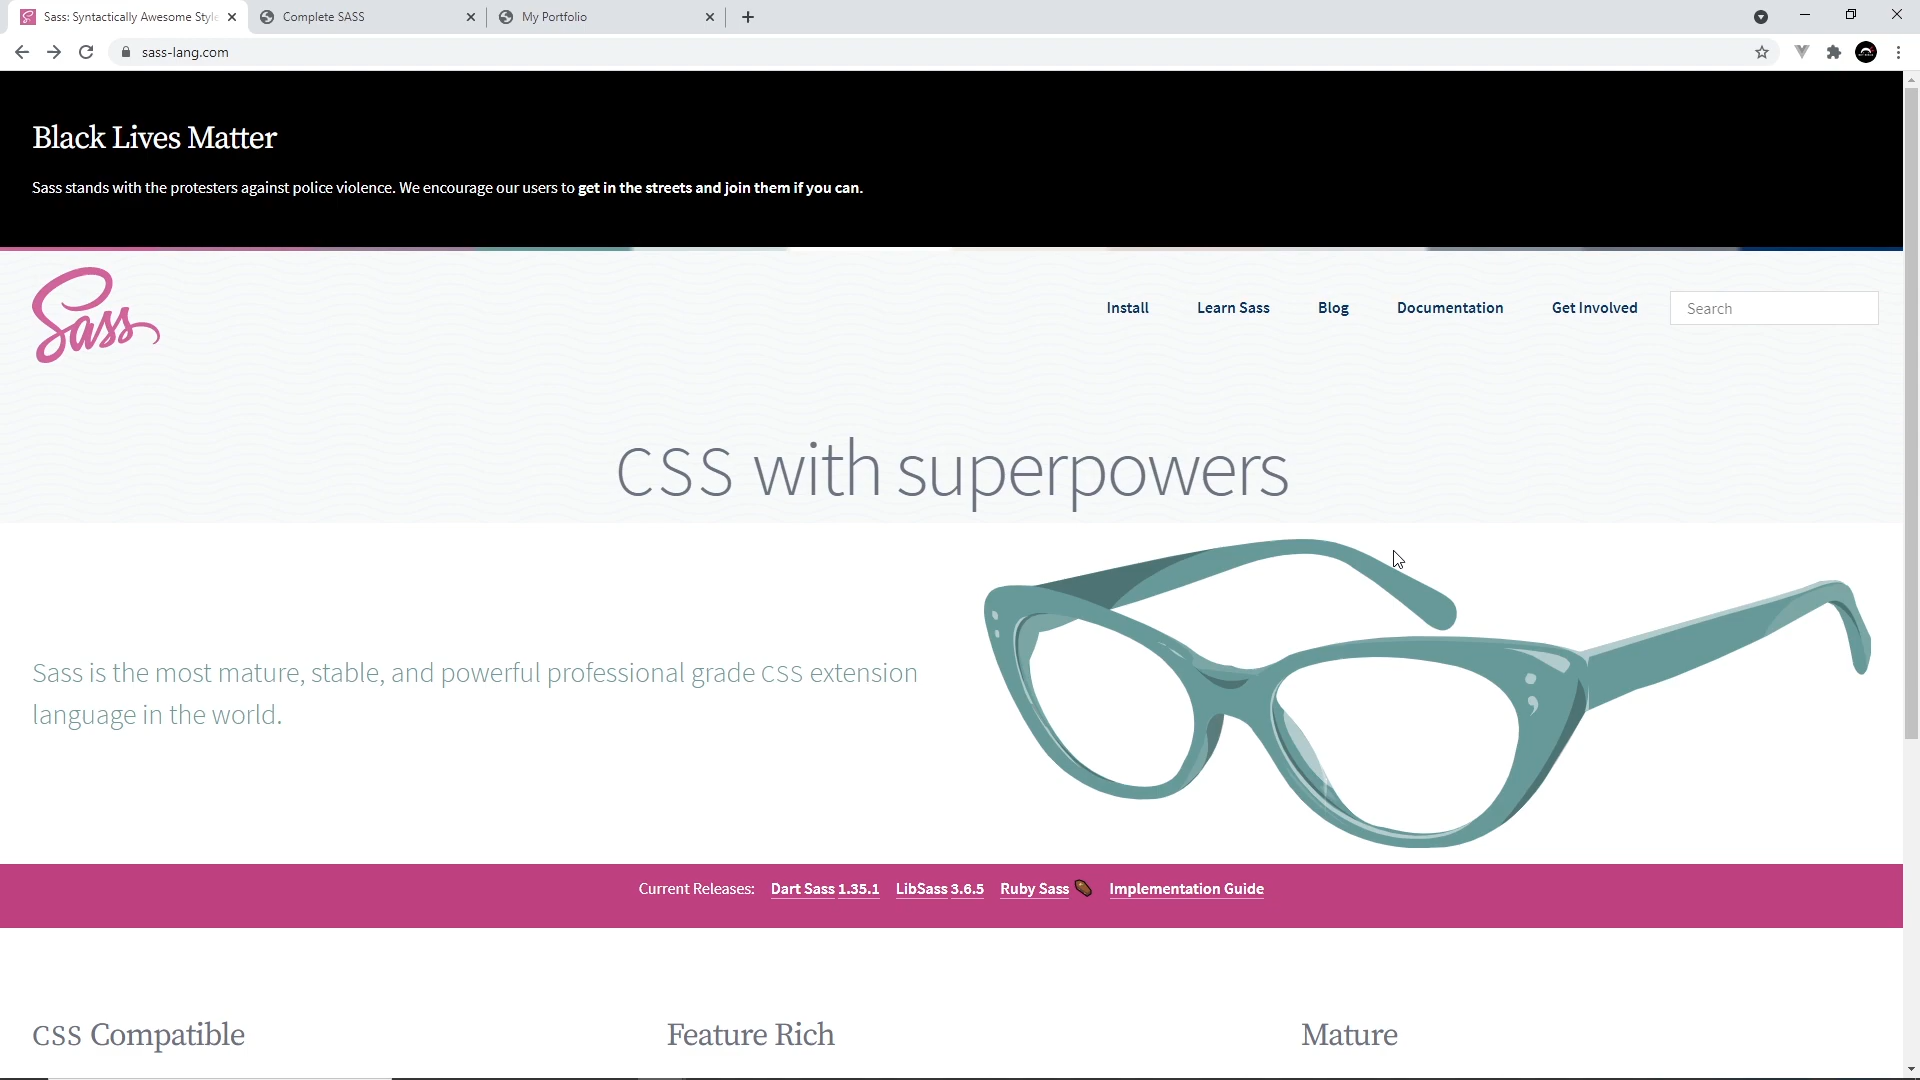 Sass: Syntactically Awesome Style
Complete SASS
My Portfolio
sass-lang.com
Black Lives Matter
Sass stands with the protesters against police violence. We encourage our users to get in the streets and join them if you can.
Sass
Install Learn Sass Blog Documentation Get Involved Search
CSS with superpowers
Sass is the most mature, stable, and powerful professional grade CSS extension
language in the world.
Current Releases: Dart Sass 1.35.1 LibSass 3.6.5 Ruby Sass Implementation Guide
CSS Compatible Feature Rich Mature